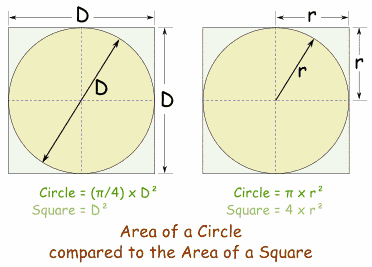 D
r
D
D
r
r
Circle = (π/4) x D²
Square = D²
Circle = π x r²
Square = 4 x r²
Area of a Circle
compared to the Area of a Square